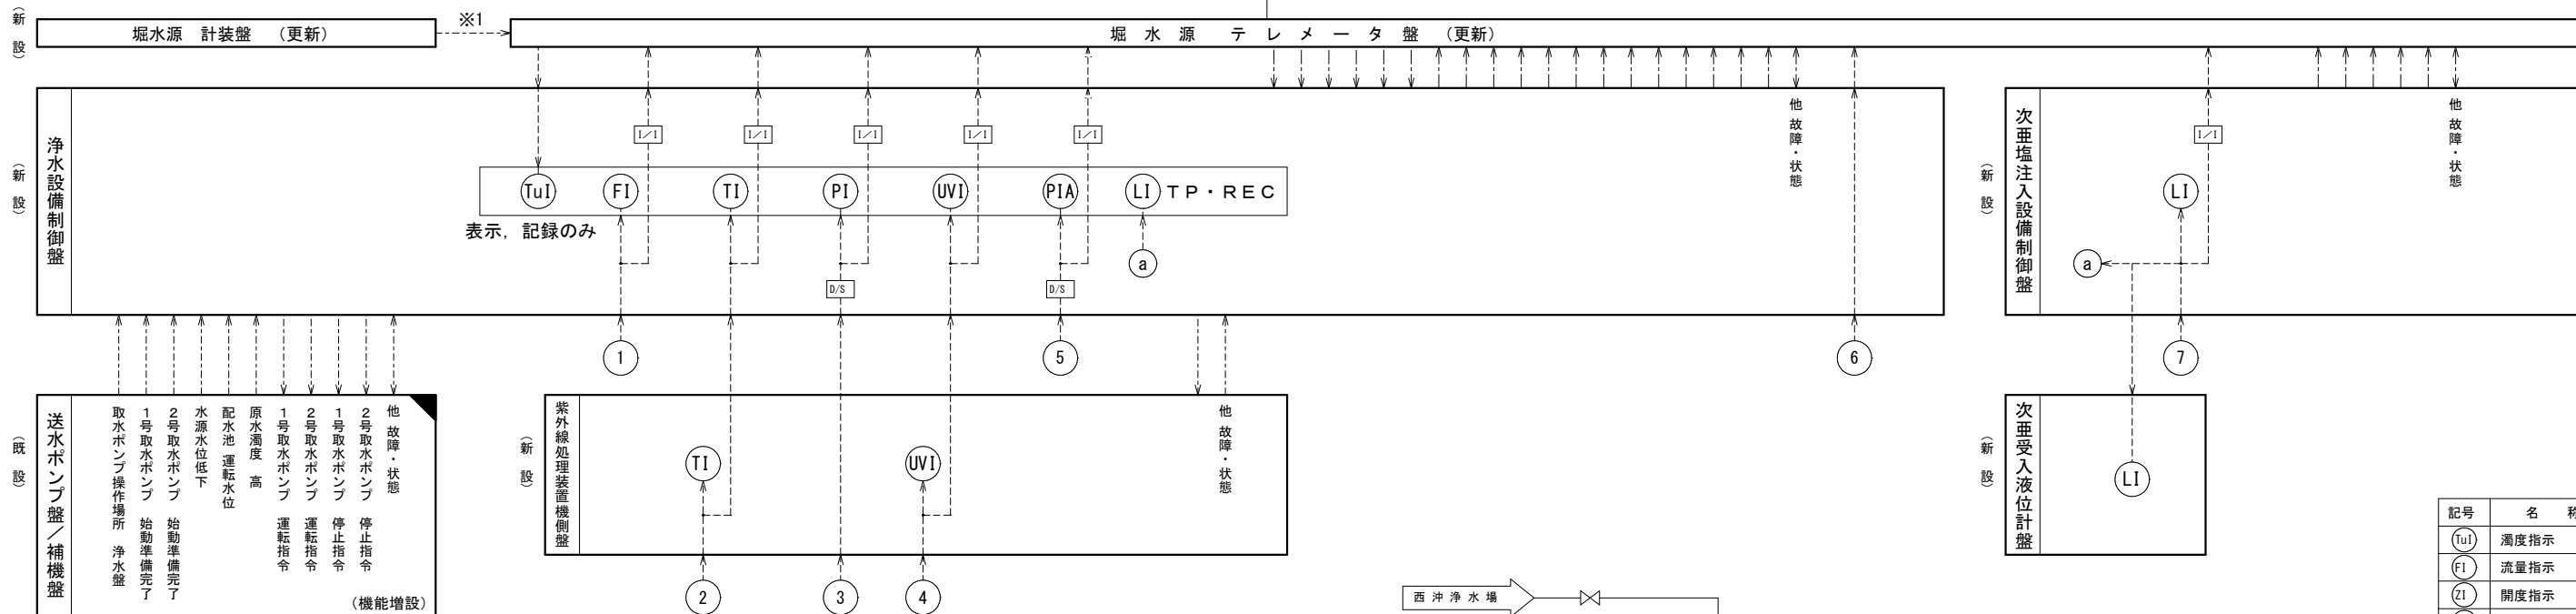 (新設)
堀水源 計装盤 (更新)
※1
堀水源 テレメータ盤 (更新)
(新設)
浄水設備制御盤
I/I
I/I
I/I
I/I
I/I
TuI
FI
TI
PI
UVI
PIA
LI
TP・REC
表示, 記録のみ
a
D/S
D/S
他 故障・状態
1
5
6
(新設)
次亜塩注入設備制御盤
I/I
LI
a
他 故障・状態
7
(既設)
送水ポンプ盤/補機盤
取水ポンプ操作場所 浄水盤
1号取水ポンプ 始動準備完了
2号取水ポンプ 始動準備完了
水源水位低下
配水池 運転水位
原水濁度 高
1号取水ポンプ 運転指令
2号取水ポンプ 運転指令
1号取水ポンプ 停止指令
2号取水ポンプ 停止指令
他 故障・状態
(機能増設)
(新設)
紫外線処理装置機側盤
TI
UVI
他 故障・状態
2
3
4
(新設)
次亜受入液位計盤
LI
西沖浄水場
記号 名 称
TuI 濁度指示
FI 流量指示
ZI 開度指示